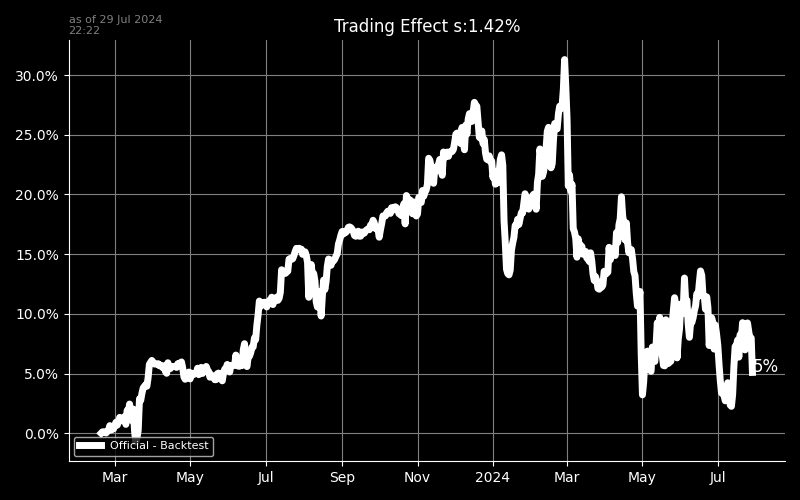 as of 29 Jul 2024
22:22
Trading Effect s:1.42%
30.0%
25.0%
20.0%
15.0%
10.0%
5.0%
0.0%
5%
Official - Backtest
Mar May Jul Sep Nov 2024 Mar May Jul